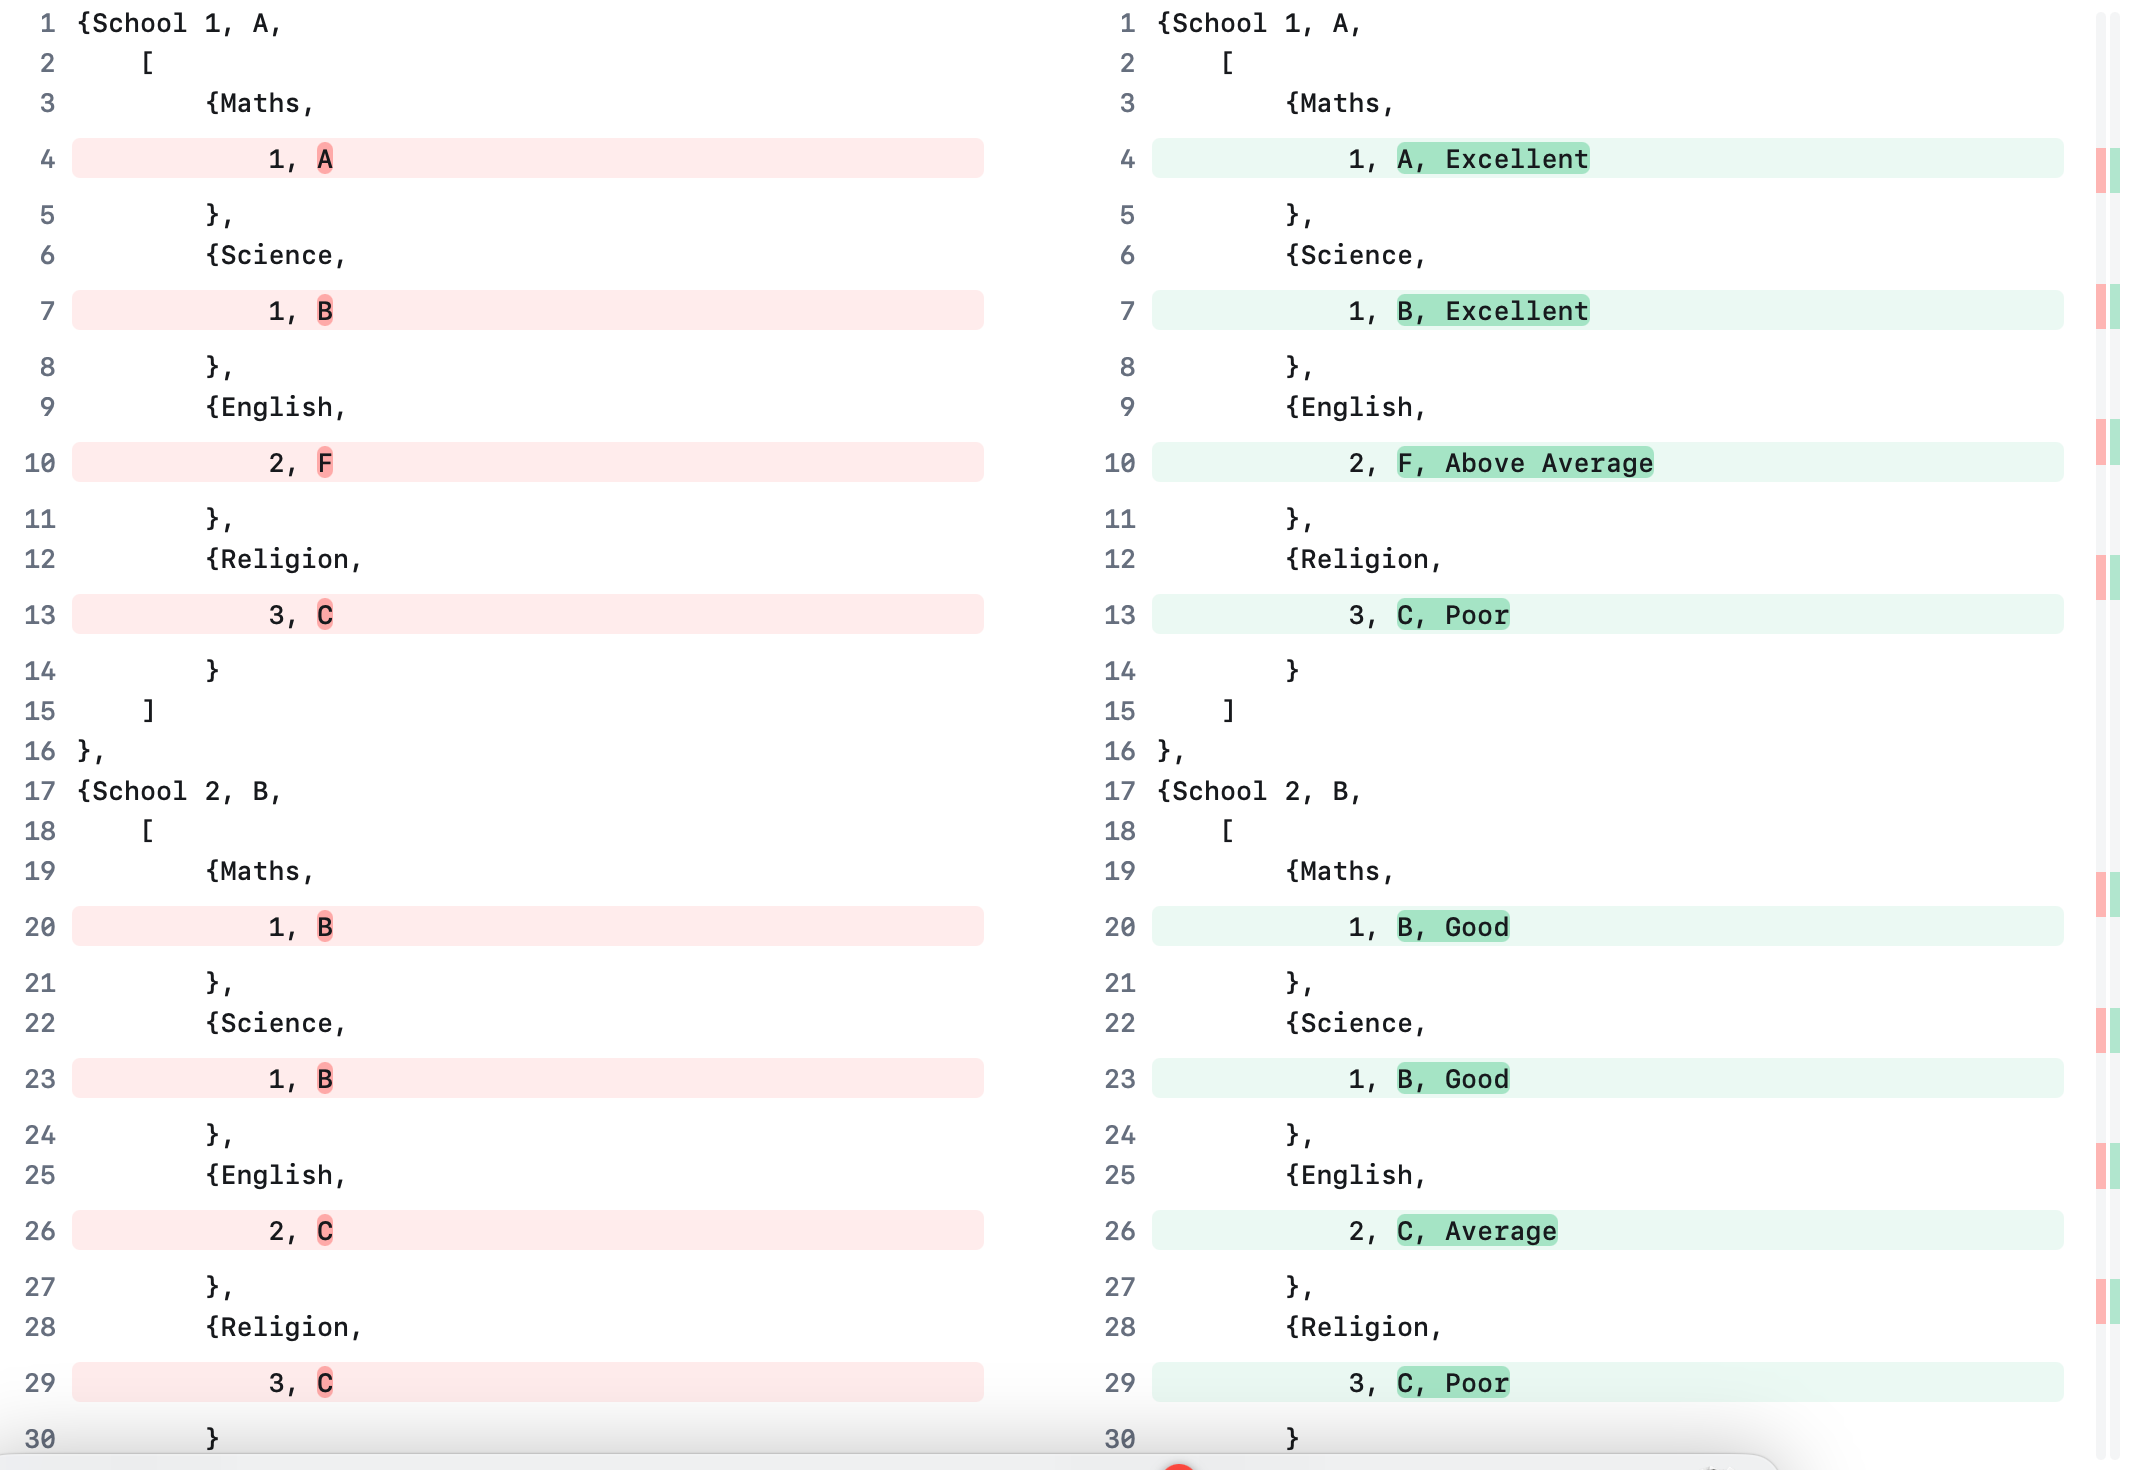 1 {School 1, A,
2     [
3         {Maths,
4             1, A
5         },
6         {Science,
7             1, B
8         },
9         {English,
10             2, F
11         },
12         {Religion,
13             3, C
14         }
15     ]
16 },
17 {School 2, B,
18     [
19         {Maths,
20             1, B
21         },
22         {Science,
23             1, B
24         },
25         {English,
26             2, C
27         },
28         {Religion,
29             3, C
30         }
1 {School 1, A,
2     [
3         {Maths,
4             1, A, Excellent
5         },
6         {Science,
7             1, B, Excellent
8         },
9         {English,
10             2, F, Above Average
11         },
12         {Religion,
13             3, C, Poor
14         }
15     ]
16 },
17 {School 2, B,
18     [
19         {Maths,
20             1, B, Good
21         },
22         {Science,
23             1, B, Good
24         },
25         {English,
26             2, C, Average
27         },
28         {Religion,
29             3, C, Poor
30         }